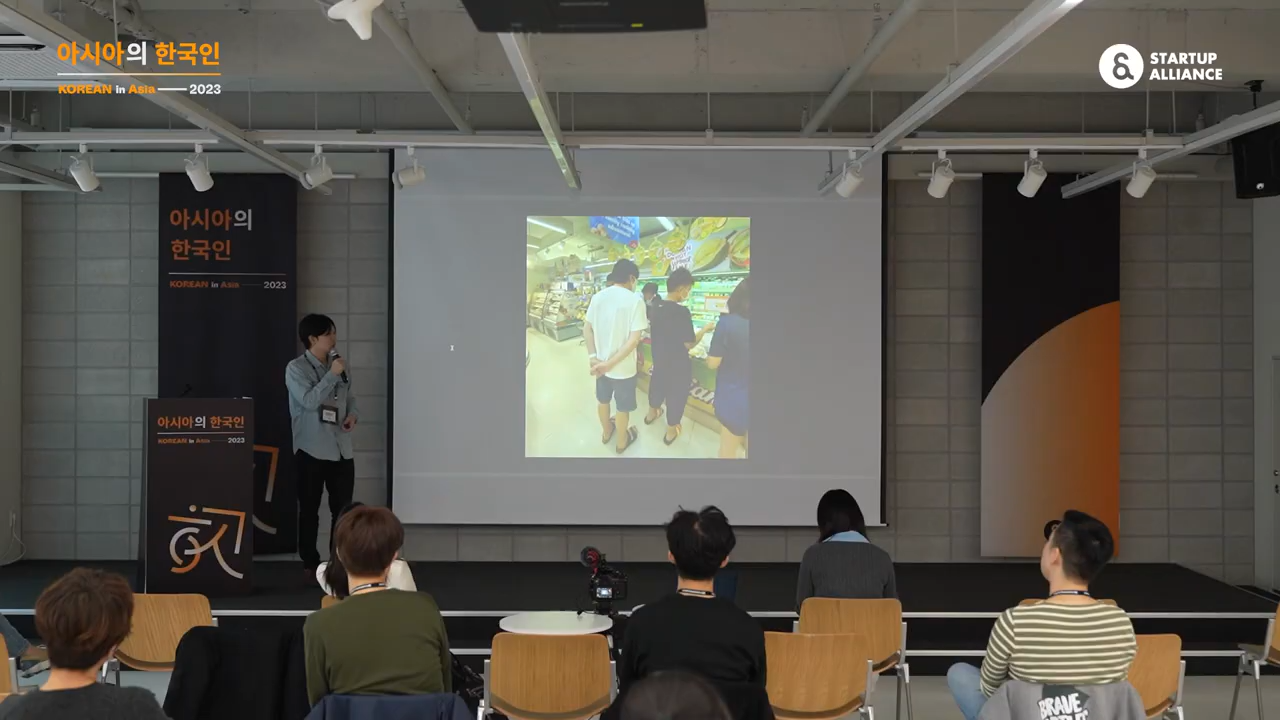 아시아의 한국인
KOREAN in Asia 2023
STARTUP
ALLIANCE
아시아의
한국인
KOREAN in Asia 2023
아시아의 한국인
KOREAN in Asia 2023
BRAVE